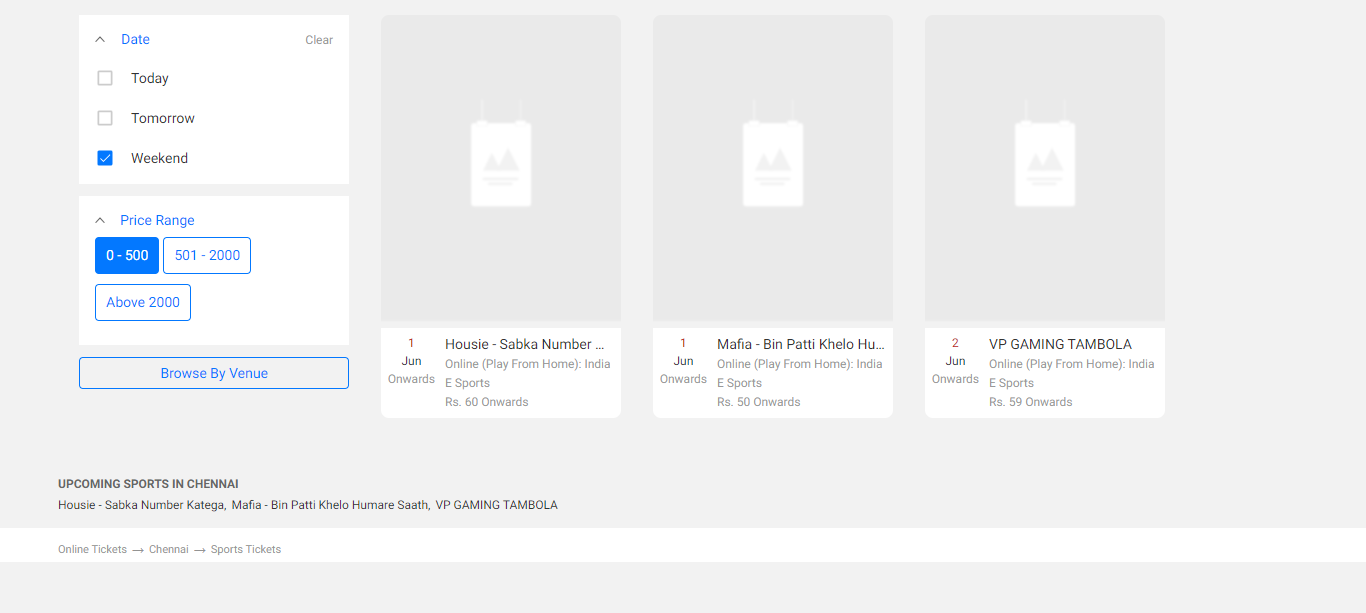 Date
Clear
Today
Tomorrow
Weekend
Price Range
0 - 500
501 - 2000
Above 2000
Browse By Venue
1
Jun
Onwards
Housie - Sabka Number ...
Online (Play From Home): India
E Sports
Rs. 60 Onwards
1
Jun
Onwards
Mafia - Bin Patti Khelo Hu...
Online (Play From Home): India
E Sports
Rs. 50 Onwards
2
Jun
Onwards
VP GAMING TAMBOLA
Online (Play From Home): India
E Sports
Rs. 59 Onwards
UPCOMING SPORTS IN CHENNAI
Housie - Sabka Number Katega, Mafia - Bin Patti Khelo Humare Saath, VP GAMING TAMBOLA
Online Tickets → Chennai → Sports Tickets